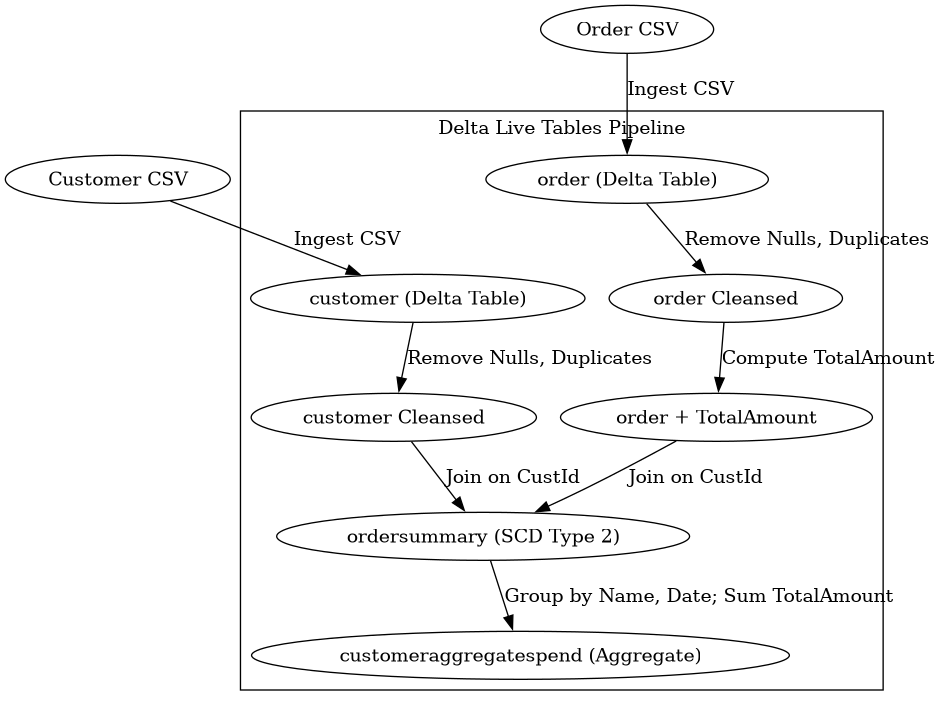 Order CSV
Ingest CSV
Delta Live Tables Pipeline
Customer CSV
order (Delta Table)
Ingest CSV
Remove Nulls, Duplicates
customer (Delta Table)
order Cleansed
Remove Nulls, Duplicates
Compute TotalAmount
customer Cleansed
order + TotalAmount
Join on CustId
Join on CustId
ordersummary (SCD Type 2)
Group by Name, Date; Sum TotalAmount
customeraggregatespend (Aggregate)